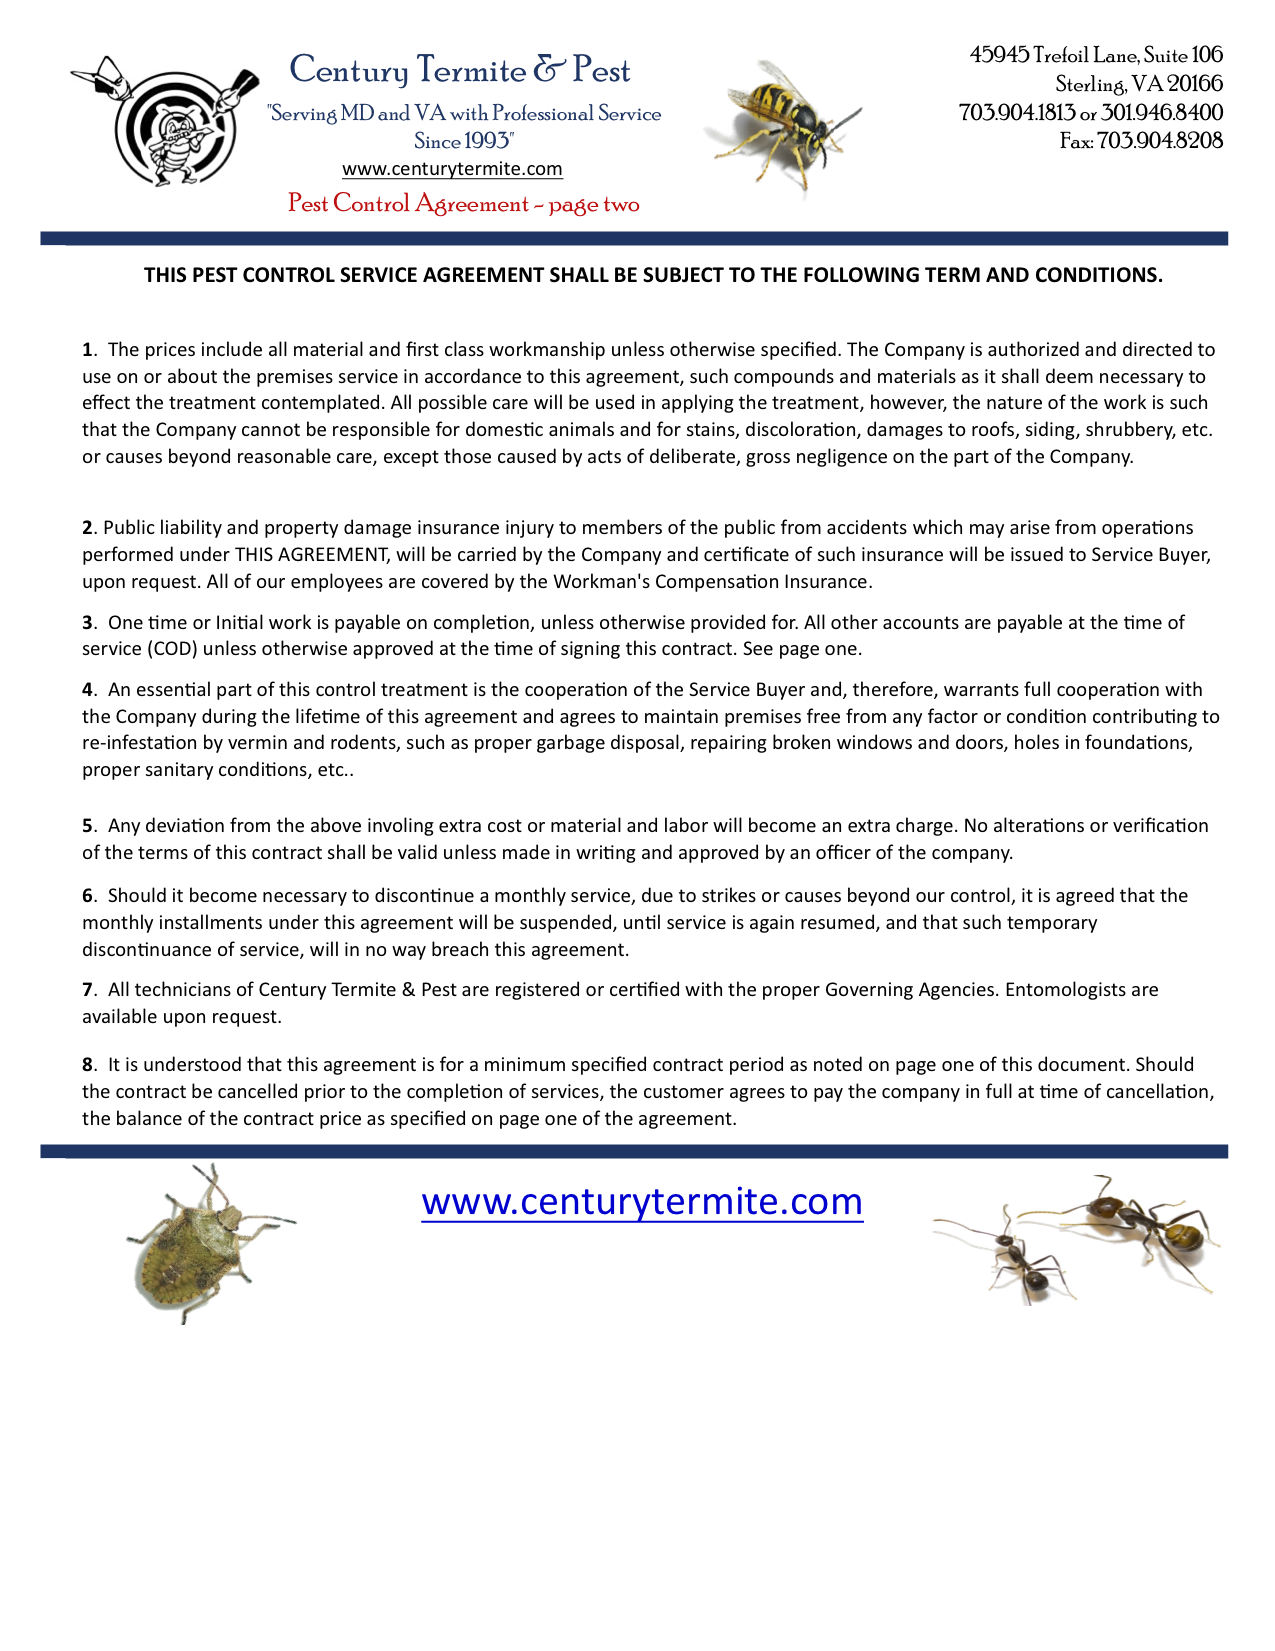 Century Termite & Pest
"Serving MD and VA with Professional Service
Since 1993"
www.centurytermite.com
Pest Control Agreement - page two
45945 Trefoil Lane, Suite 106
Sterling, VA 20166
703.904.1813 or 301.946.8400
Fax: 703.904.8208
THIS PEST CONTROL SERVICE AGREEMENT SHALL BE SUBJECT TO THE FOLLOWING TERM AND CONDITIONS.
1.  The prices include all material and first class workmanship unless otherwise specified. The Company is authorized and directed to
use on or about the premises service in accordance to this agreement, such compounds and materials as it shall deem necessary to
effect the treatment contemplated. All possible care will be used in applying the treatment, however, the nature of the work is such
that the Company cannot be responsible for domestic animals and for stains, discoloration, damages to roofs, siding, shrubbery, etc.
or causes beyond reasonable care, except those caused by acts of deliberate, gross negligence on the part of the Company.
2. Public liability and property damage insurance injury to members of the public from accidents which may arise from operations
performed under THIS AGREEMENT, will be carried by the Company and certificate of such insurance will be issued to Service Buyer,
upon request. All of our employees are covered by the Workman's Compensation Insurance.
3.  One time or Initial work is payable on completion, unless otherwise provided for. All other accounts are payable at the time of
service (COD) unless otherwise approved at the time of signing this contract. See page one.
4.  An essential part of this control treatment is the cooperation of the Service Buyer and, therefore, warrants full cooperation with
the Company during the lifetime of this agreement and agrees to maintain premises free from any factor or condition contributing to
re-infestation by vermin and rodents, such as proper garbage disposal, repairing broken windows and doors, holes in foundations,
proper sanitary conditions, etc..
5.  Any deviation from the above involing extra cost or material and labor will become an extra charge. No alterations or verification
of the terms of this contract shall be valid unless made in writing and approved by an officer of the company.
6.  Should it become necessary to discontinue a monthly service, due to strikes or causes beyond our control, it is agreed that the
monthly installments under this agreement will be suspended, until service is again resumed, and that such temporary
discontinuance of service, will in no way breach this agreement.
7.  All technicians of Century Termite & Pest are registered or certified with the proper Governing Agencies. Entomologists are
available upon request.
8.  It is understood that this agreement is for a minimum specified contract period as noted on page one of this document. Should
the contract be cancelled prior to the completion of services, the customer agrees to pay the company in full at time of cancellation,
the balance of the contract price as specified on page one of the agreement.
www.centurytermite.com